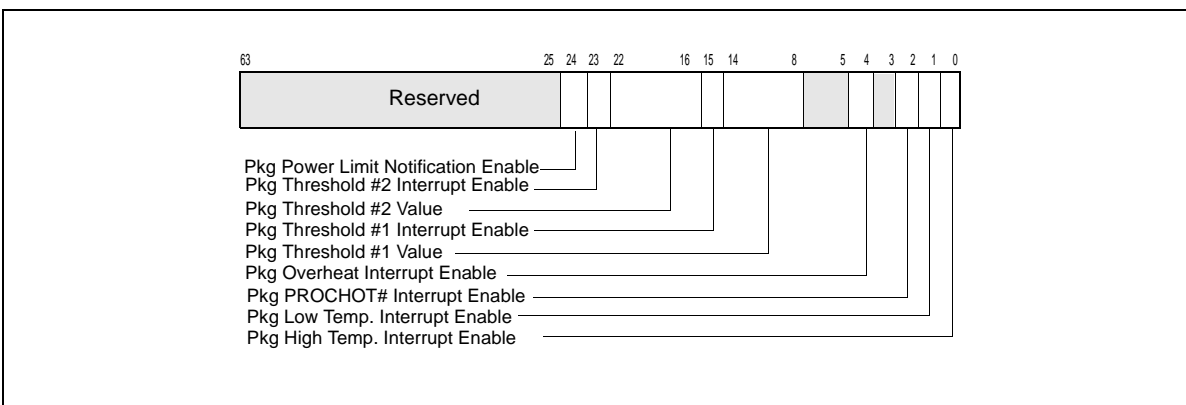 63 25 24 23 22 16 15 14 8 5 4 3 2 1 0
Reserved
Pkg Power Limit Notification Enable
Pkg Threshold #2 Interrupt Enable
Pkg Threshold #2 Value
Pkg Threshold #1 Interrupt Enable
Pkg Threshold #1 Value
Pkg Overheat Interrupt Enable
Pkg PROCHOT# Interrupt Enable
Pkg Low Temp. Interrupt Enable
Pkg High Temp. Interrupt Enable